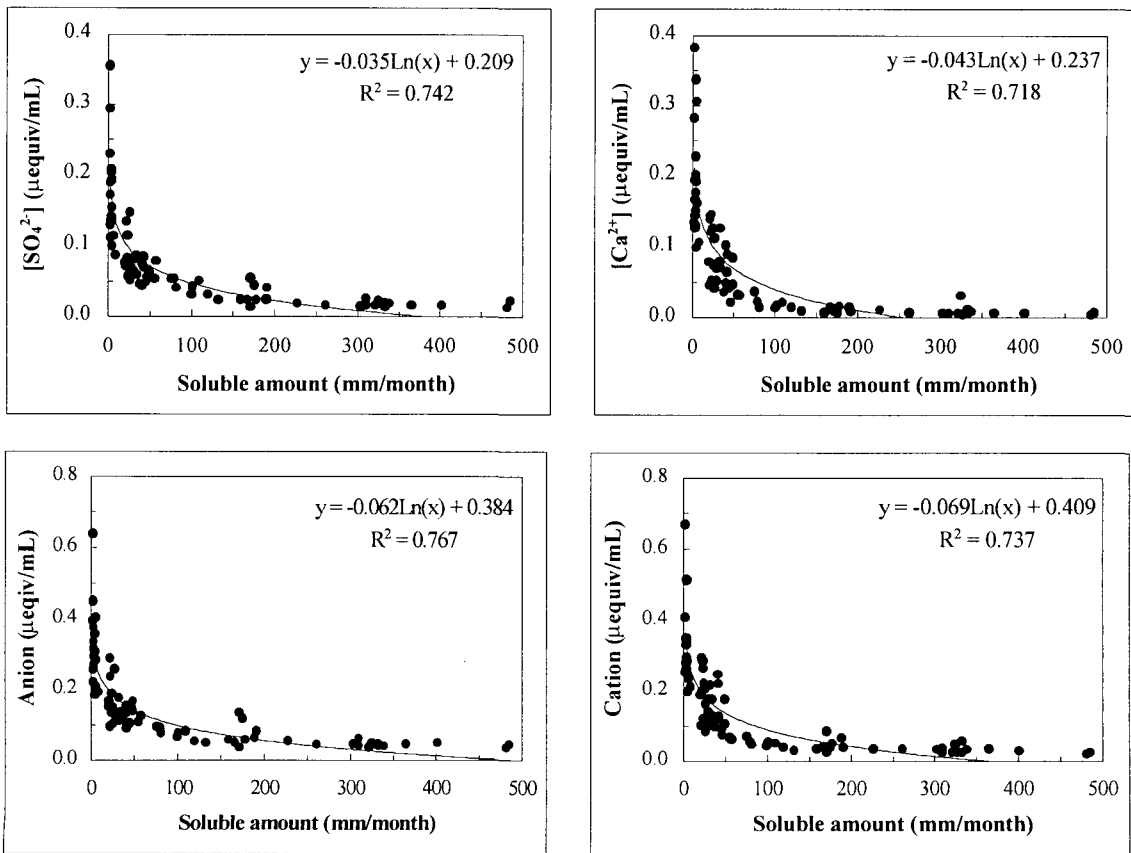 y = -0.035Ln(x) + 0.209
R² = 0.742
[SO₄²⁻] (μequiv/mL)
0.4
0.3
0.2
0.1
0.0
0 100 200 300 400 500
Soluble amount (mm/month)
y = -0.043Ln(x) + 0.237
R² = 0.718
[Ca²⁺] (μequiv/mL)
0.4
0.3
0.2
0.1
0.0
0 100 200 300 400 500
Soluble amount (mm/month)
y = -0.062Ln(x) + 0.384
R² = 0.767
Anion (μeqiv/mL)
0.8
0.6
0.4
0.2
0.0
0 100 200 300 400 500
Soluble amount (mm/month)
y = -0.069Ln(x) + 0.409
R² = 0.737
Cation (μequiv/mL)
0.8
0.6
0.4
0.2
0.0
0 100 200 300 400 500
Soluble amount (mm/month)